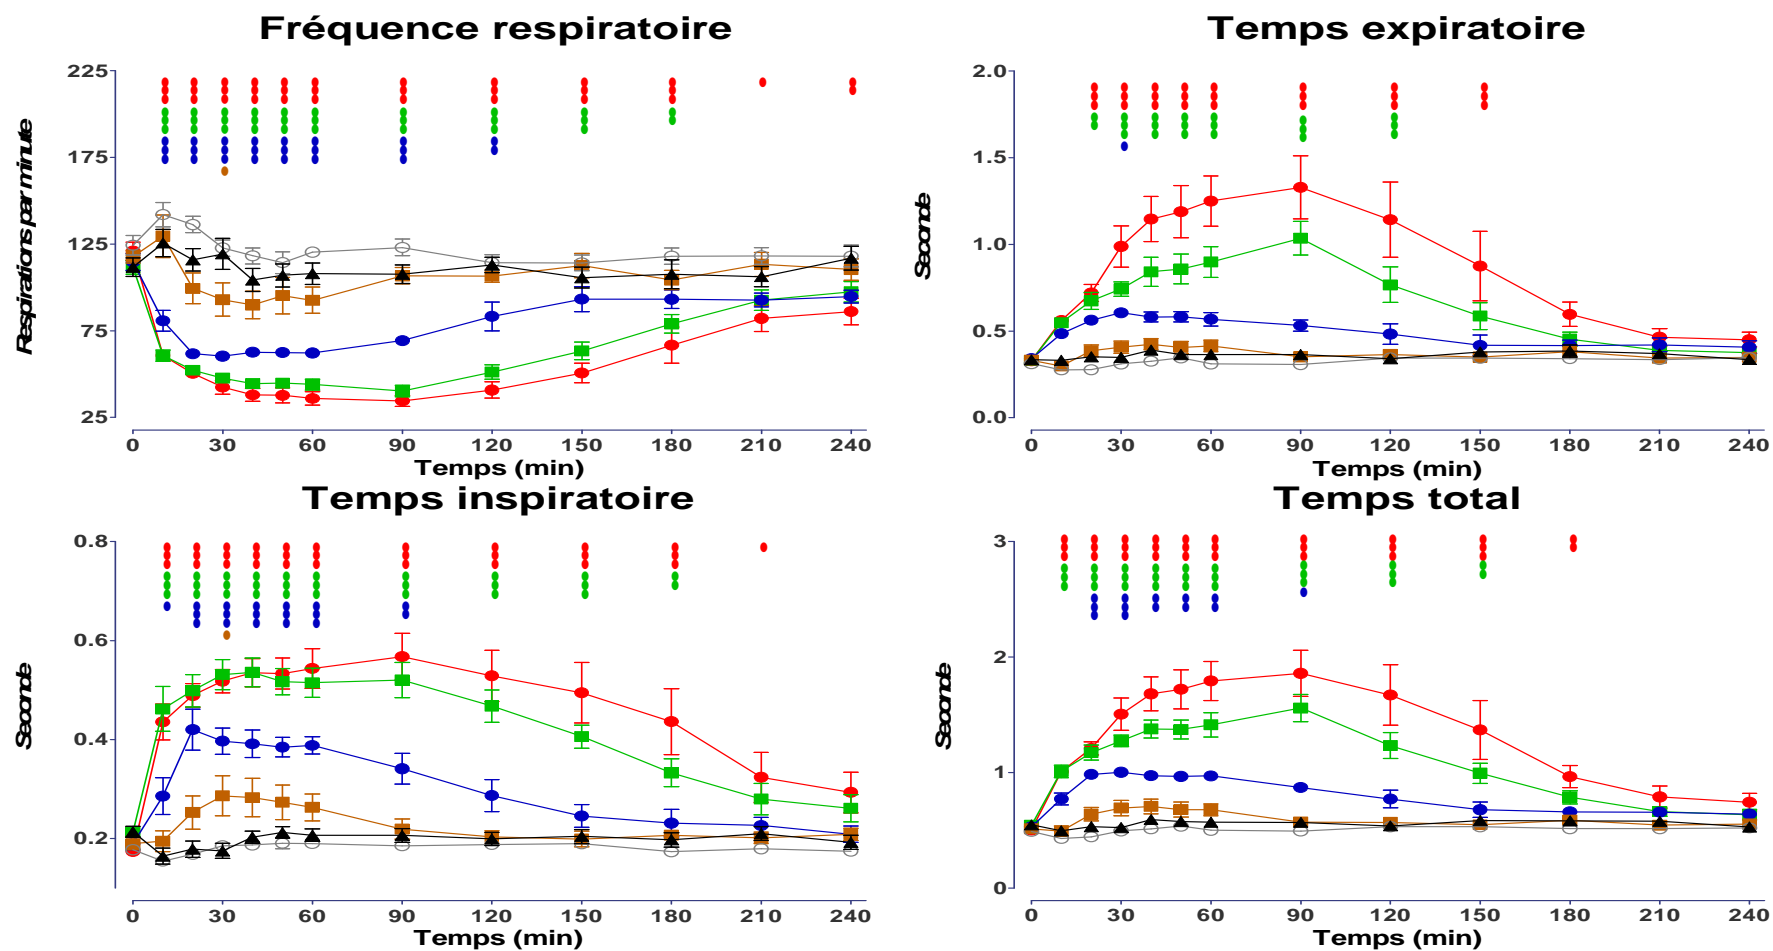 Fréquence respiratoire
Respirations par minute
225
175
125
75
25
0 30 60 90 120 150 180 210 240
Temps (min)
Temps expiratoire
Seconde
2.0
1.5
1.0
0.5
0.0
0 30 60 90 120 150 180 210 240
Temps (min)
Temps inspiratoire
Seconde
0.8
0.6
0.4
0.2
0 30 60 90 120 150 180 210 240
Temps (min)
Temps total
Seconde
3
2
1
0
0 30 60 90 120 150 180 210 240
Temps (min)